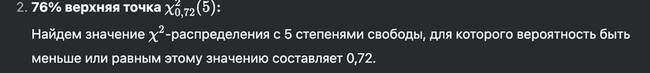 2. 76% верхняя точка χ²₀,₇₂(5):
Найдем значение χ²-распределения с 5 степенями свободы, для которого вероятность быть
меньше или равным этому значению составляет 0,72.